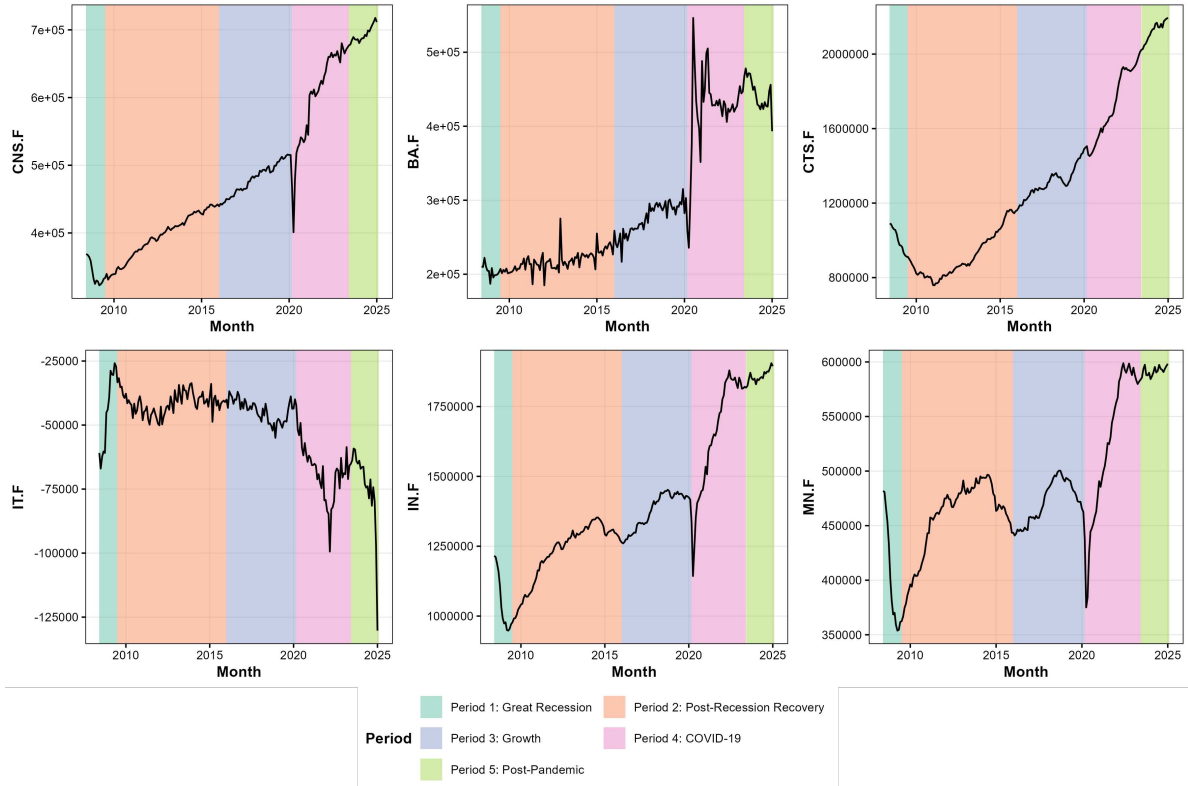 CNS.F
7e+05
6e+05
5e+05
4e+05
2010
2015
2020
2025
Month
BA.F
5e+05
4e+05
3e+05
2e+05
2010
2015
2020
2025
Month
CTS.F
2000000
1600000
1200000
800000
2010
2015
2020
2025
Month
IT.F
-25000
-50000
-75000
-100000
-125000
2010
2015
2020
2025
Month
IN.F
1750000
1500000
1250000
1000000
2010
2015
2020
2025
Month
MN.F
600000
550000
500000
450000
400000
350000
2010
2015
2020
2025
Month
Period
Period 1: Great Recession
Period 2: Post-Recession Recovery
Period 3: Growth
Period 4: COVID-19
Period 5: Post-Pandemic